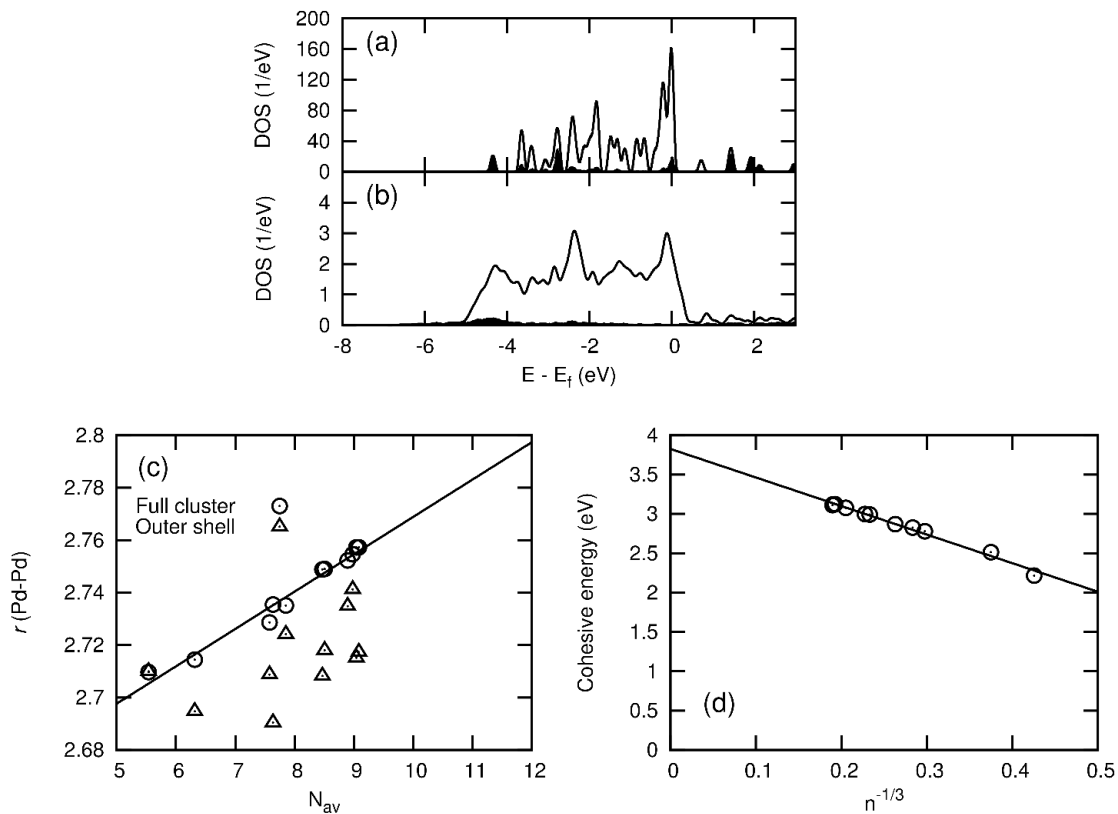 (a)
DOS (1/eV)
200
160
120
80
40
0
(b)
DOS (1/eV)
4
3
2
1
0
-8 -6 -4 -2 0 2
E - E_f (eV)
(c)
Full cluster
Outer shell
r (Pd-Pd)
2.8
2.78
2.76
2.74
2.72
2.7
2.68
5 6 7 8 9 10 11 12
N_av
(d)
Cohesive energy (eV)
4
3.5
3
2.5
2
1.5
1
0.5
0
0 0.1 0.2 0.3 0.4 0.5
n^-1/3